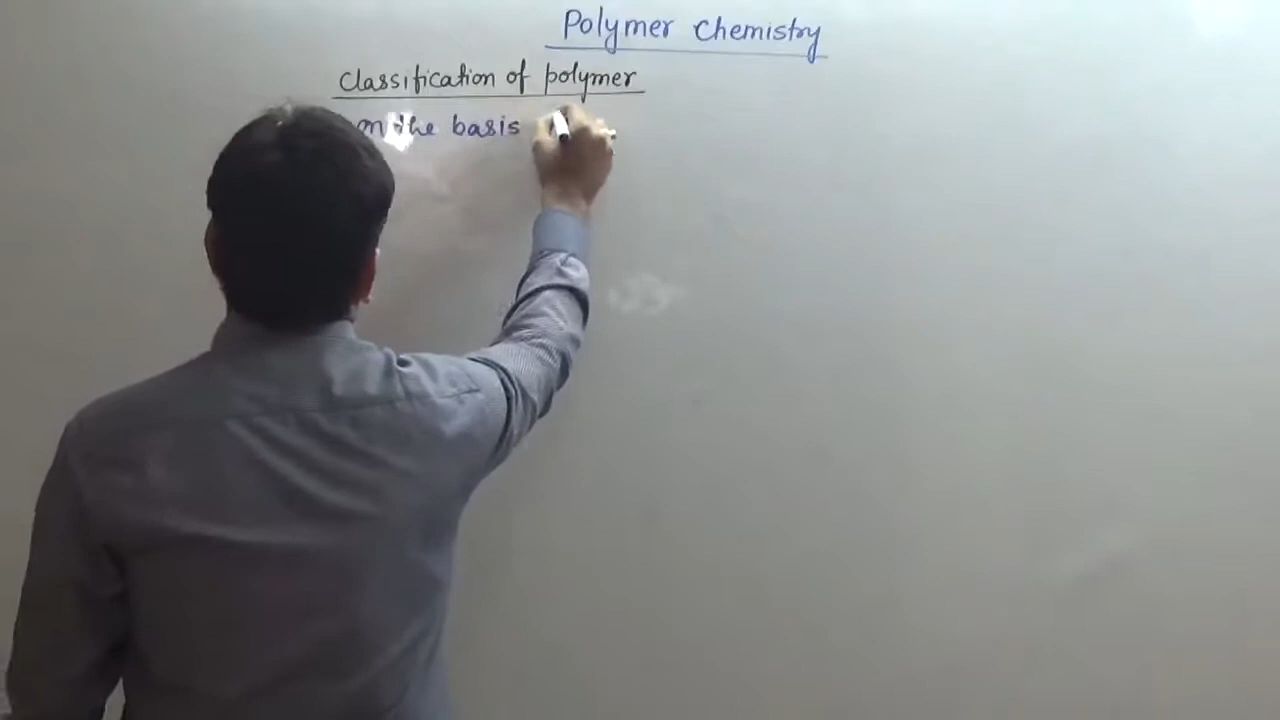 Polymer Chemistry
Classification of polymer
the basis